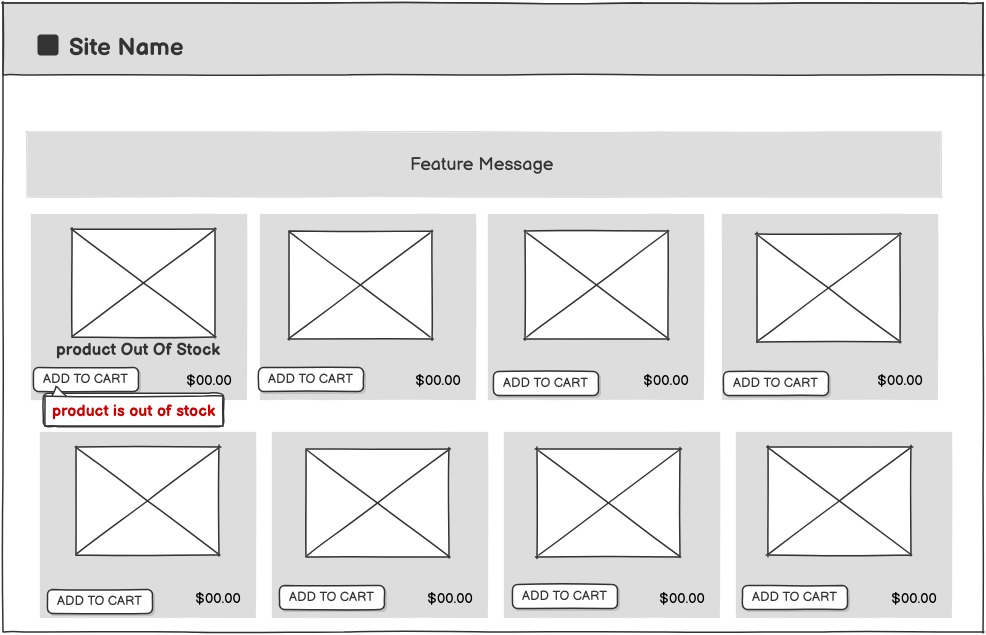 Site Name
Feature Message
product Out Of Stock
ADD TO CART $00.00 ADD TO CART $00.00 ADD TO CART $00.00 ADD TO CART $00.00
product is out of stock
ADD TO CART $00.00 ADD TO CART $00.00 ADD TO CART $00.00 ADD TO CART $00.00